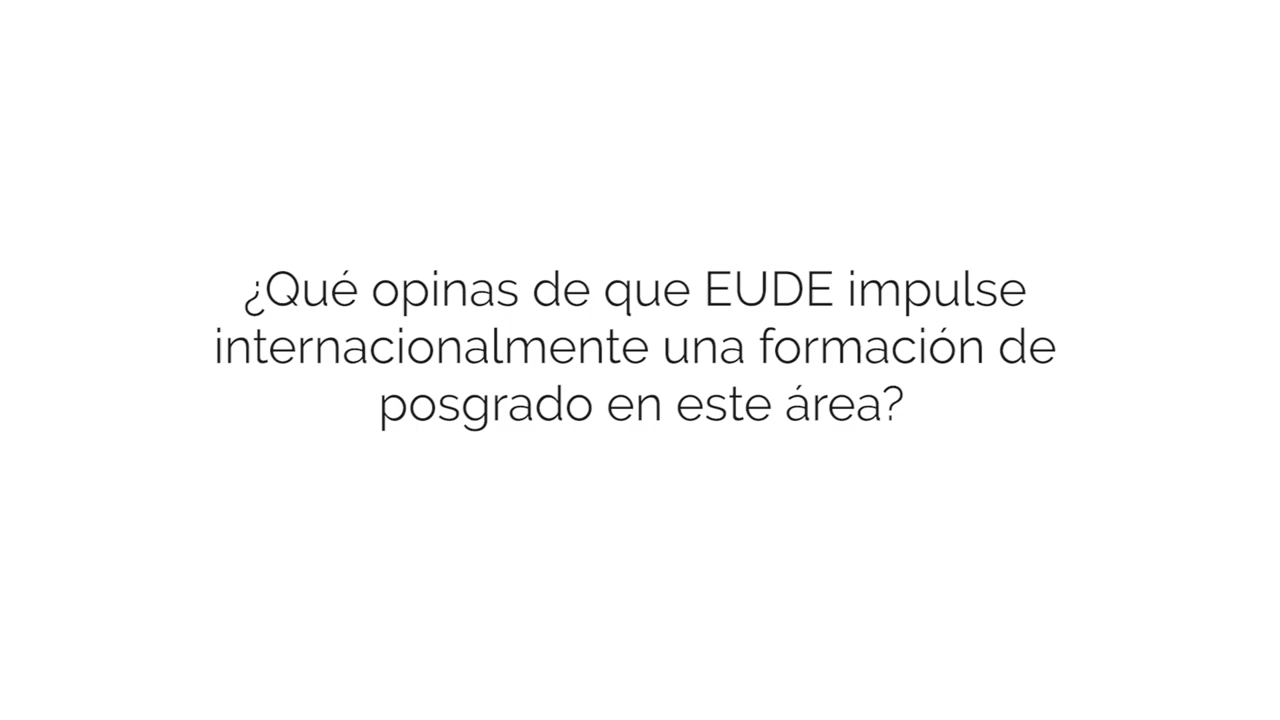 ¿Qué opinas de que EUDE impulse
internacionalmente una formación de
posgrado en este área?